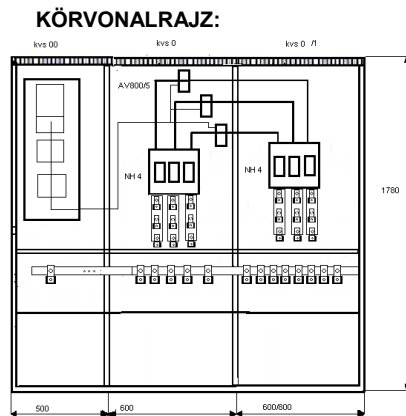 KÖRVONALRAJZ:
kvs 00 kvs 0 kvs 0 /1
AV800/5
NH 4 NH 4
1780
500 600 600/800